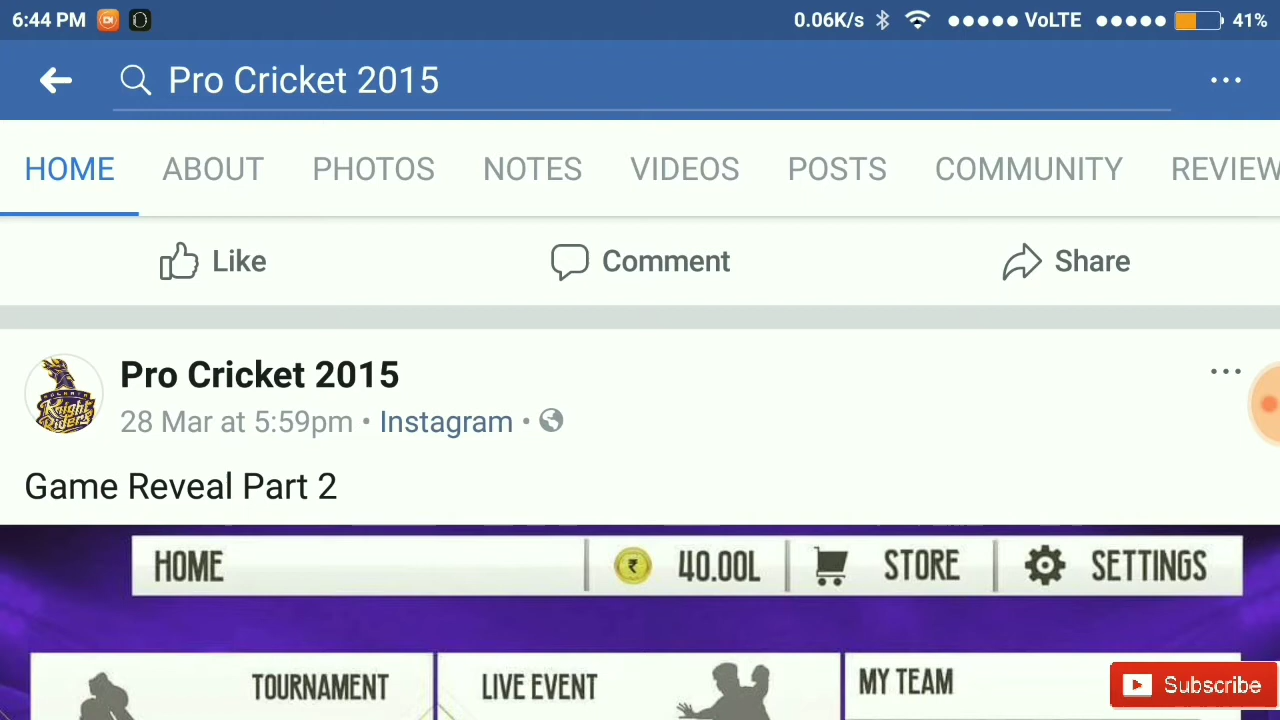 6:44 PM 0.06K/s VoLTE 41%
Pro Cricket 2015
HOME ABOUT PHOTOS NOTES VIDEOS POSTS COMMUNITY REVIEW
Like Comment Share
Pro Cricket 2015
Knight
Riders
28 Mar at 5:59pm • Instagram •
Game Reveal Part 2
HOME ₹ 40.00L STORE SETTINGS
TOURNAMENT LIVE EVENT MY TEAM
Subscribe